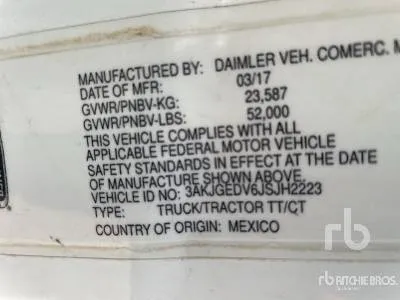 MANUFACTURED BY: DAIMLER VEH. COMERC. M
DATE OF MFR: 03/17
GVWR/PNBV-KG: 23,587
GVWR/PNBV-LBS: 52,000
THIS VEHICLE COMPLIES WITH ALL
APPLICABLE FEDERAL MOTOR VEHICLE
SAFETY STANDARDS IN EFFECT AT THE DATE
OF MANUFACTURE SHOWN ABOVE.
VEHICLE ID NO: 3AKJGEDV6JSJH2223
TYPE: TRUCK/TRACTOR TT/CT
COUNTRY OF ORIGIN: MEXICO
rb
rb RITCHIE BROS.